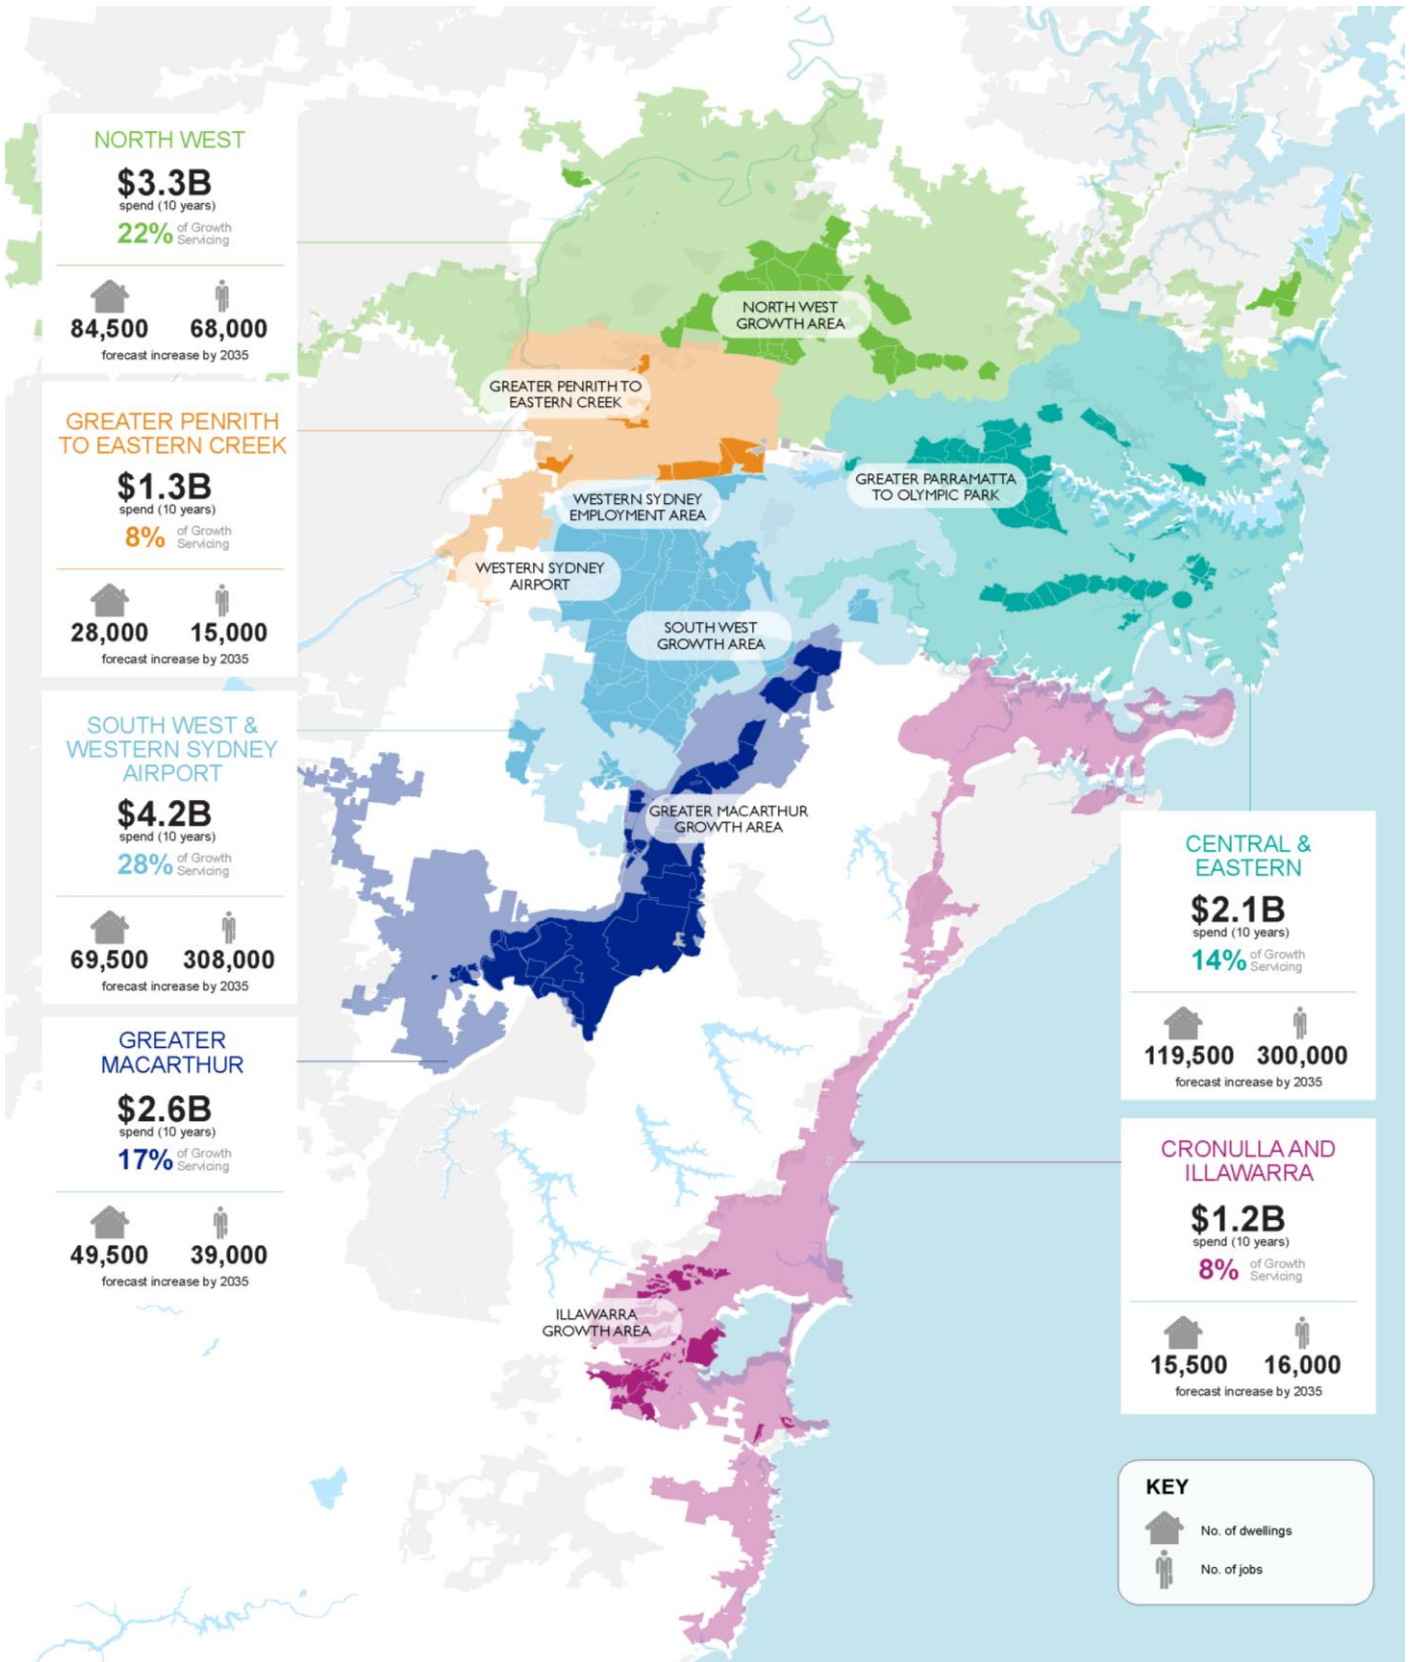 NORTH WEST
$3.3B
spend (10 years)
22% of Growth
Servicing
84,500 68,000
forecast increase by 2035
GREATER PENRITH
TO EASTERN CREEK
$1.3B
spend (10 years)
8% of Growth
Servicing
28,000 15,000
forecast increase by 2035
SOUTH WEST &
WESTERN SYDNEY
AIRPORT
$4.2B
spend (10 years)
28% of Growth
Servicing
69,500 308,000
forecast increase by 2035
GREATER
MACARTHUR
$2.6B
spend (10 years)
17% of Growth
Servicing
49,500 39,000
forecast increase by 2035
NORTH WEST
GROWTH AREA
GREATER PENRITH TO
EASTERN CREEK
GREATER PARRAMATTA
TO OLYMPIC PARK
WESTERN SYDNEY
EMPLOYMENT AREA
WESTERN SYDNEY
AIRPORT
SOUTH WEST
GROWTH AREA
GREATER MACARTHUR
GROWTH AREA
ILLAWARRA
GROWTH AREA
CENTRAL &
EASTERN
$2.1B
spend (10 years)
14% of Growth
Servicing
119,500 300,000
forecast increase by 2035
CRONULLA AND
ILLAWARRA
$1.2B
spend (10 years)
8% of Growth
Servicing
15,500 16,000
forecast increase by 2035
KEY
No. of dwellings
No. of jobs